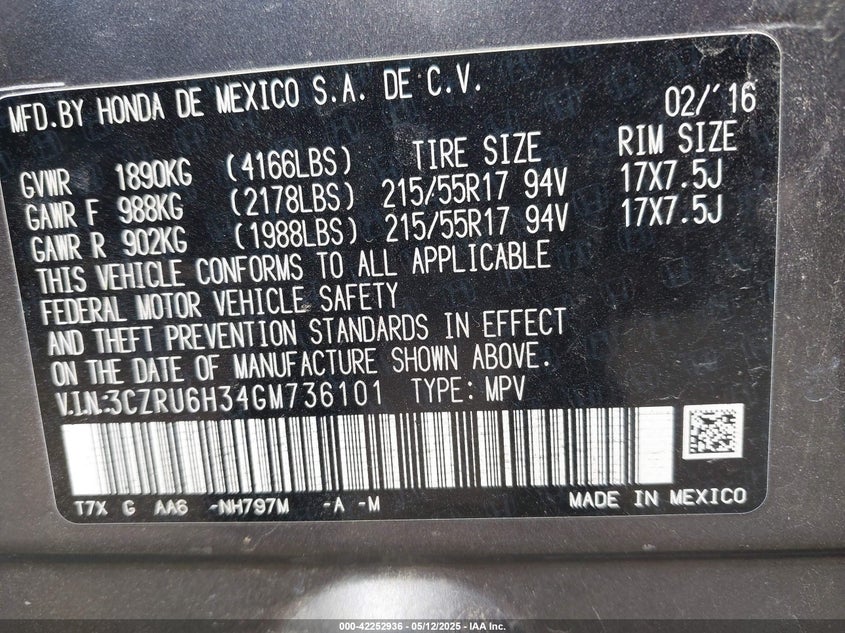 MFD.BY HONDA DE MEXICO S.A. DE C.V. 02/'16
GVWR 1890KG (4166LBS) TIRE SIZE RIM SIZE
GAWR F 988KG (2178LBS) 215/55R17 94V 17X7.5J
GAWR R 902KG (1988LBS) 215/55R17 94V 17X7.5J
THIS VEHICLE CONFORMS TO ALL APPLICABLE
FEDERAL MOTOR VEHICLE SAFETY
AND THEFT PREVENTION STANDARDS IN EFFECT
ON THE DATE OF MANUFACTURE SHOWN ABOVE.
V.I.N:3CZRU6H34GM736101 TYPE: MPV
T7X G AA6 -NH797M -A -M MADE IN MEXICO
000-42252936 - 05/12/2025 - IAA Inc.